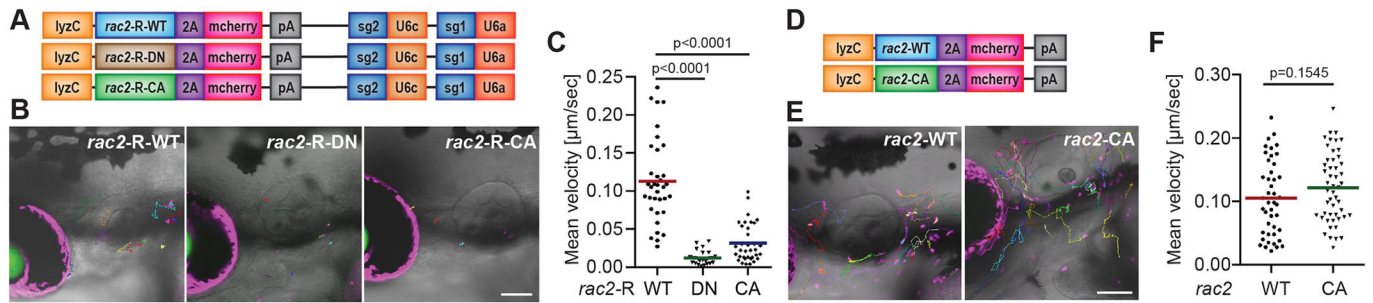 A
lyzC rac2-R-WT 2A mcherry pA sg2 U6c sg1 U6a
lyzC rac2-R-DN 2A mcherry pA sg2 U6c sg1 U6a
lyzC rac2-R-CA 2A mcherry pA sg2 U6c sg1 U6a
B
rac2-R-WT
rac2-R-DN
rac2-R-CA
C
p<0.0001
p<0.0001
Mean velocity [μm/sec]
0.25
0.20
0.15
0.10
0.05
0.00
rac2-R WT DN CA
D
lyzC rac2-WT 2A mcherry pA
lyzC rac2-CA 2A mcherry pA
E
rac2-WT
rac2-CA
F
p=0.1545
Mean velocity [μm/sec]
0.30
0.20
0.10
0.00
rac2 WT CA